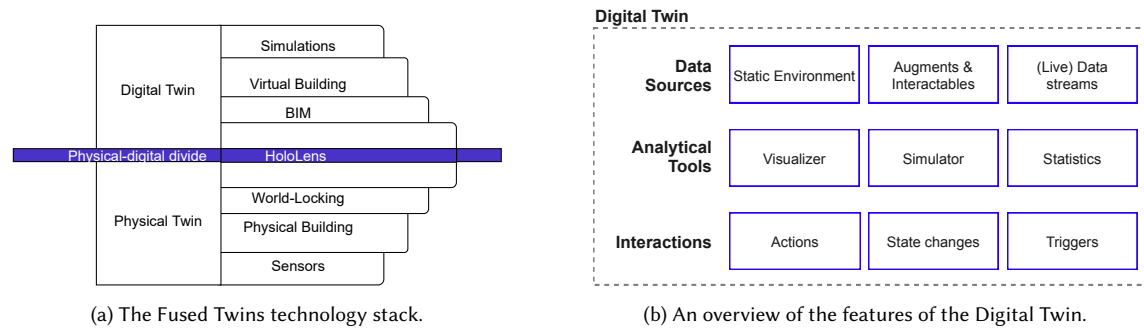 Simulations
Digital Twin
Virtual Building
BIM
Physical-digital divide
HoloLens
World-Locking
Physical Twin
Physical Building
Sensors
(a) The Fused Twins technology stack.
Digital Twin
Data
Sources
Static Environment
Augments &
Interactables
(Live) Data
streams
Analytical
Tools
Visualizer
Simulator
Statistics
Interactions
Actions
State changes
Triggers
(b) An overview of the features of the Digital Twin.